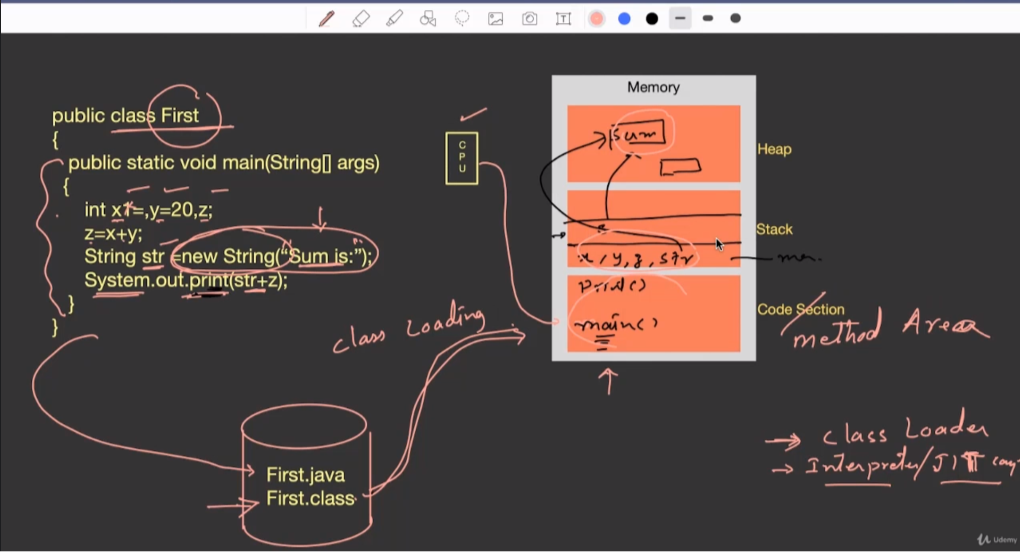 public class First
{
public static void main(String[] args)
{
int x1=,y=20,z;
z=x+y;
String str =new String("Sum is:");
System.out.print(str+z);
}
}
CPU
Memory
Sum
Heap
Stack
x, y, z, str
Print()
main()
Code Section
method Area
class Loading
First.java
First.class
class Loader
Interpreter/JIT
Udemy